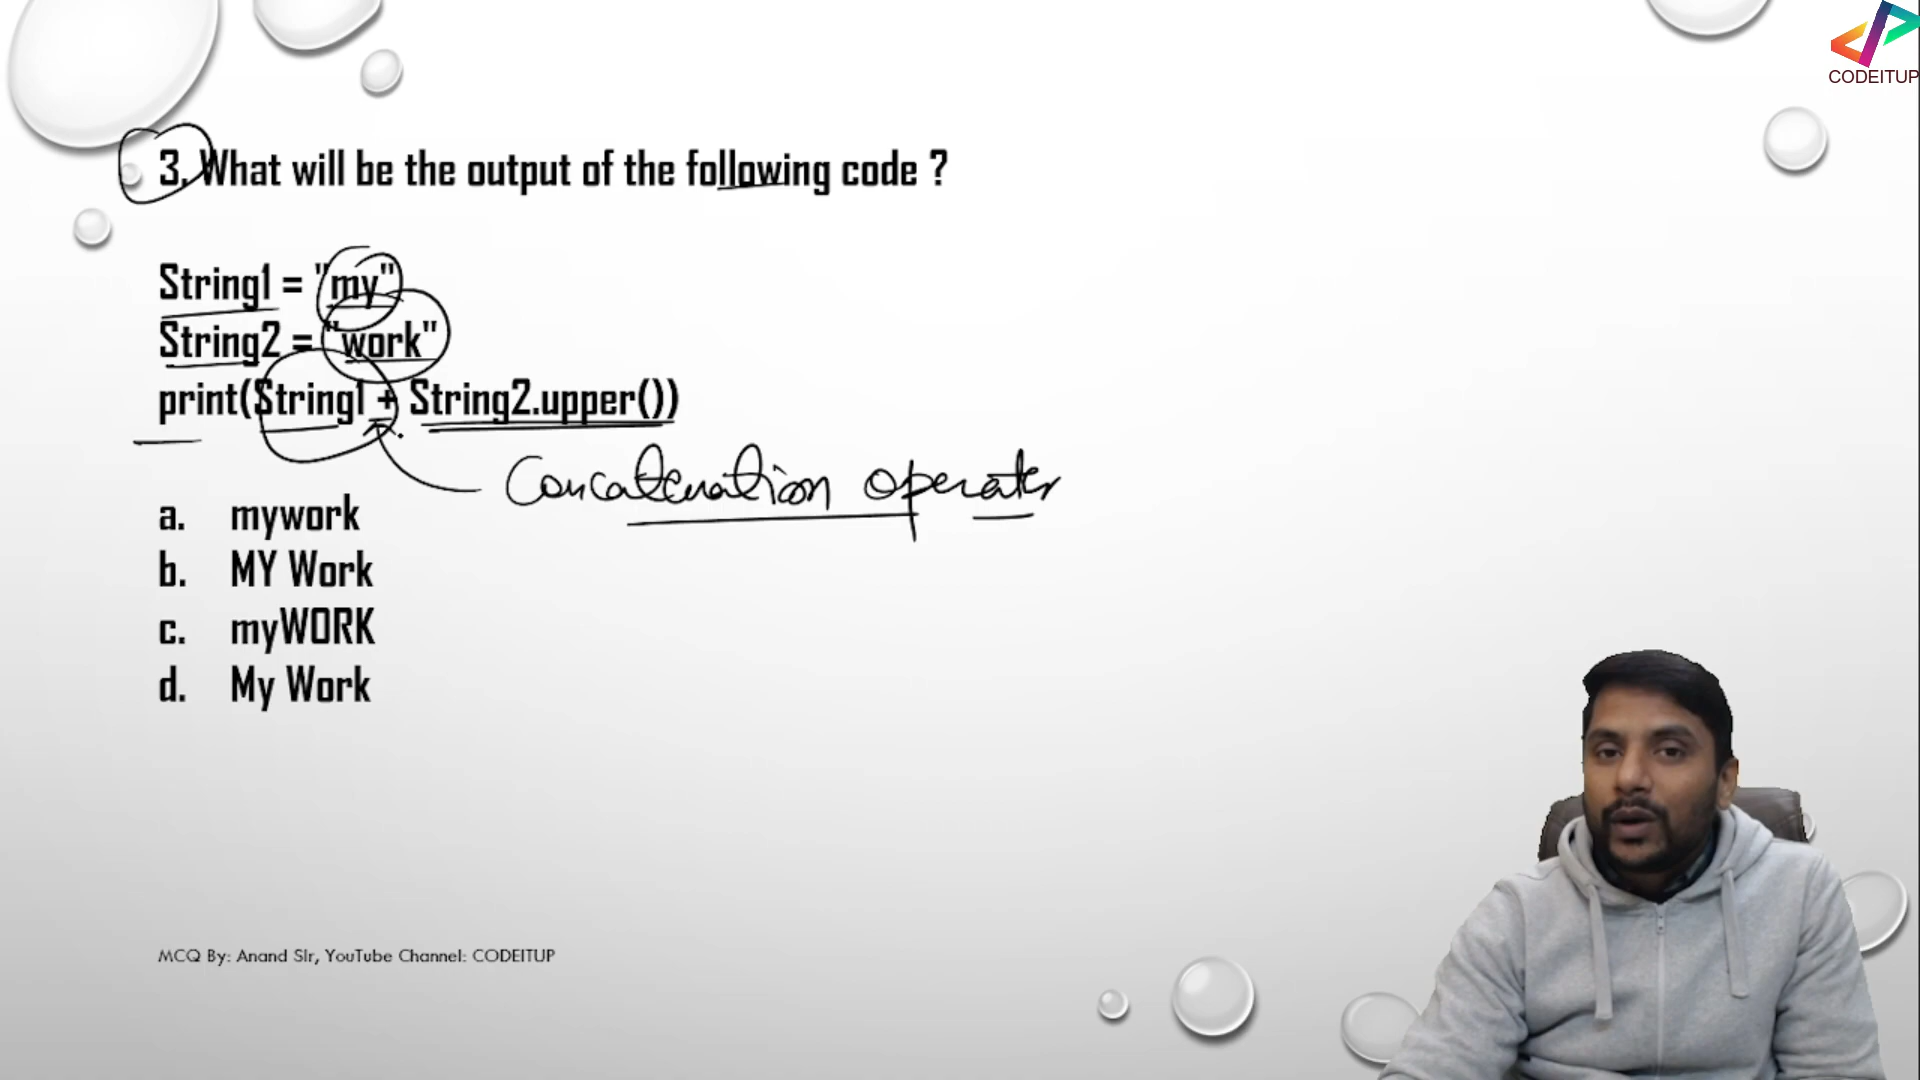 CODEITUP
3. What will be the output of the following code ?
String1 = "my"
String2 = "work"
print(String1 + String2.upper())
Concatenation operator
a. mywork
b. MY Work
c. myWORK
d. My Work
MCQ By: Anand SIr, YouTube Channel: CODEITUP